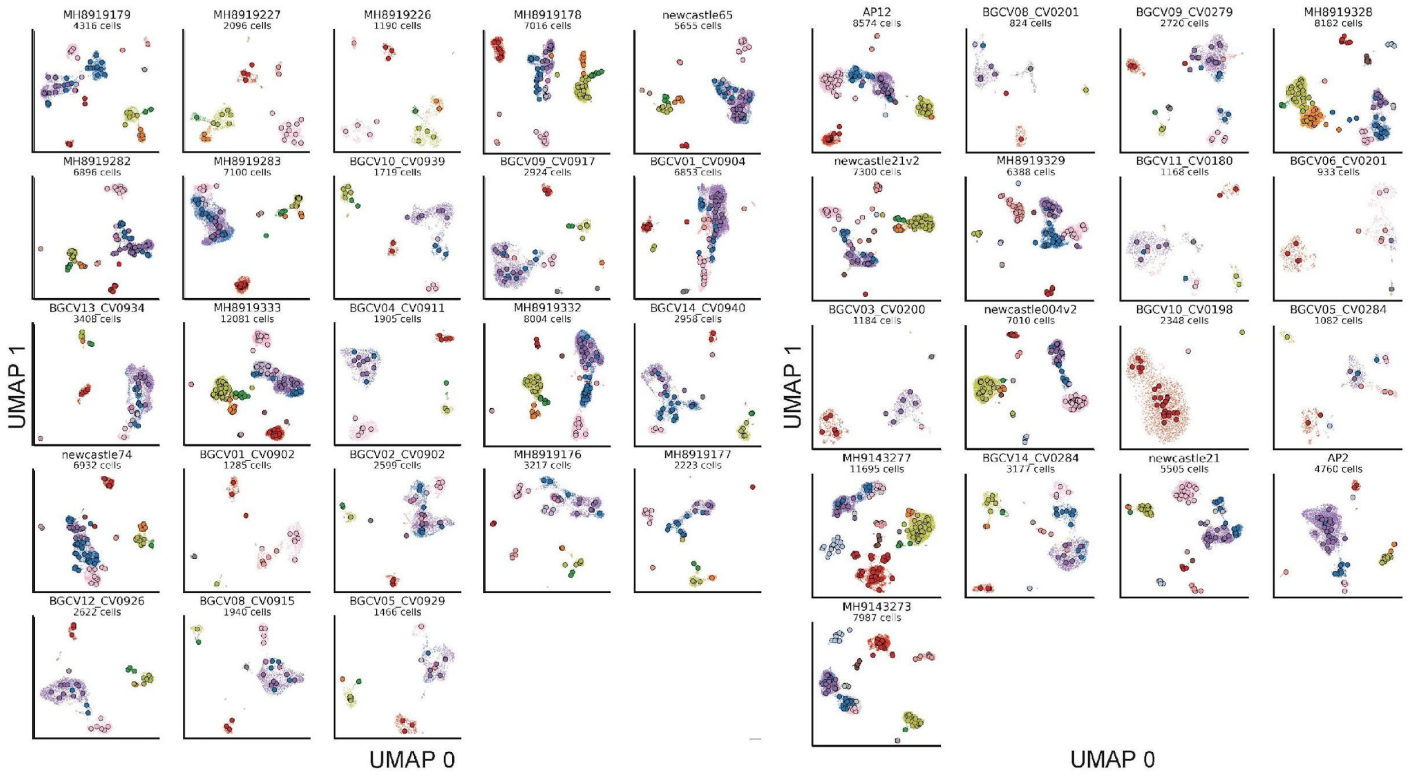 MH8919179
4316 cells
MH8919227
2096 cells
MH8919226
1190 cells
MH8919178
7016 cells
newcastle65
5655 cells
AP12
8574 cells
BGCV08_CV0201
824 cells
BGCV09_CV0279
2720 cells
MH8919328
8182 cells
MH8919282
6896 cells
MH8919283
7100 cells
BGCV10_CV0939
1719 cells
BGCV09_CV0917
2924 cells
BGCV01_CV0904
6853 cells
newcastle21v2
7300 cells
MH8919329
6388 cells
BGCV11_CV0180
1168 cells
BGCV06_CV0201
933 cells
BGCV13_CV0934
3408 cells
MH8919333
12081 cells
BGCV04_CV0911
1905 cells
MH8919332
8004 cells
BGCV14_CV0940
2958 cells
BGCV03_CV0200
1184 cells
newcastle004v2
7010 cells
BGCV10_CV0198
2348 cells
BGCV05_CV0284
1082 cells
UMAP 1
UMAP 1
newcastle74
6932 cells
BGCV01_CV0902
1285 cells
BGCV02_CV0902
2599 cells
MH8919176
3217 cells
MH8919177
2223 cells
MH9143277
11695 cells
BGCV14_CV0284
3177 cells
newcastle21
5505 cells
AP2
4760 cells
BGCV12_CV0926
2622 cells
BGCV08_CV0915
1940 cells
BGCV05_CV0929
1466 cells
MH9143273
7987 cells
UMAP 0
UMAP 0